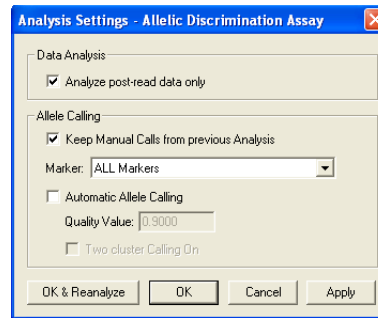 Analysis Settings - Allelic Discrimination Assay
Data Analysis
Analyze post-read data only
Allele Calling
Keep Manual Calls from previous Analysis
Marker: ALL Markers
Automatic Allele Calling
Quality Value: 0.9000
Two cluster Calling On
OK & Reanalyze OK Cancel Apply